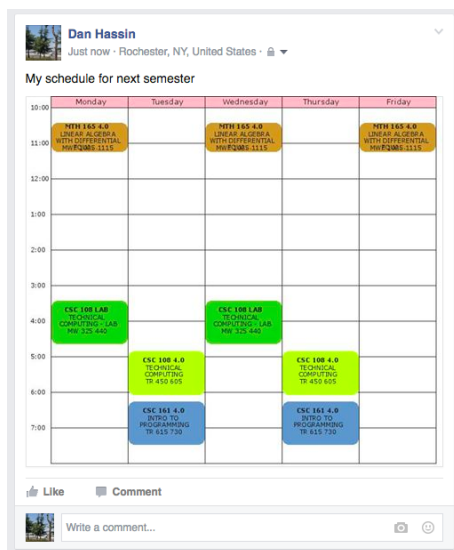 Dan Hassin
Just now · Rochester, NY, United States ·
My schedule for next semester
Monday Tuesday Wednesday Thursday Friday
10:00
MTH 165 4.0 MTH 165 4.0 MTH 165 4.0
LINEAR ALGEBRA LINEAR ALGEBRA LINEAR ALGEBRA
11:00 WITH DIFFERENTIAL WITH DIFFERENTIAL WITH DIFFERENTIAL
1115 1115 1115
12:00
1:00
2:00
3:00
CSC 108 LAB CSC 108 LAB
TECHNICAL TECHNICAL
4:00 COMPUTING - LAB COMPUTING - LAB
MW 325 440 MW 325 440
5:00 CSC 108 4.0 CSC 108 4.0
TECHNICAL TECHNICAL
COMPUTING COMPUTING
TR 450 605 TR 450 605
6:00
CSC 161 4.0 CSC 161 4.0
INTRO TO INTRO TO
PROGRAMMING PROGRAMMING
7:00 TR 615 730 TR 615 730
Like Comment
Write a comment...